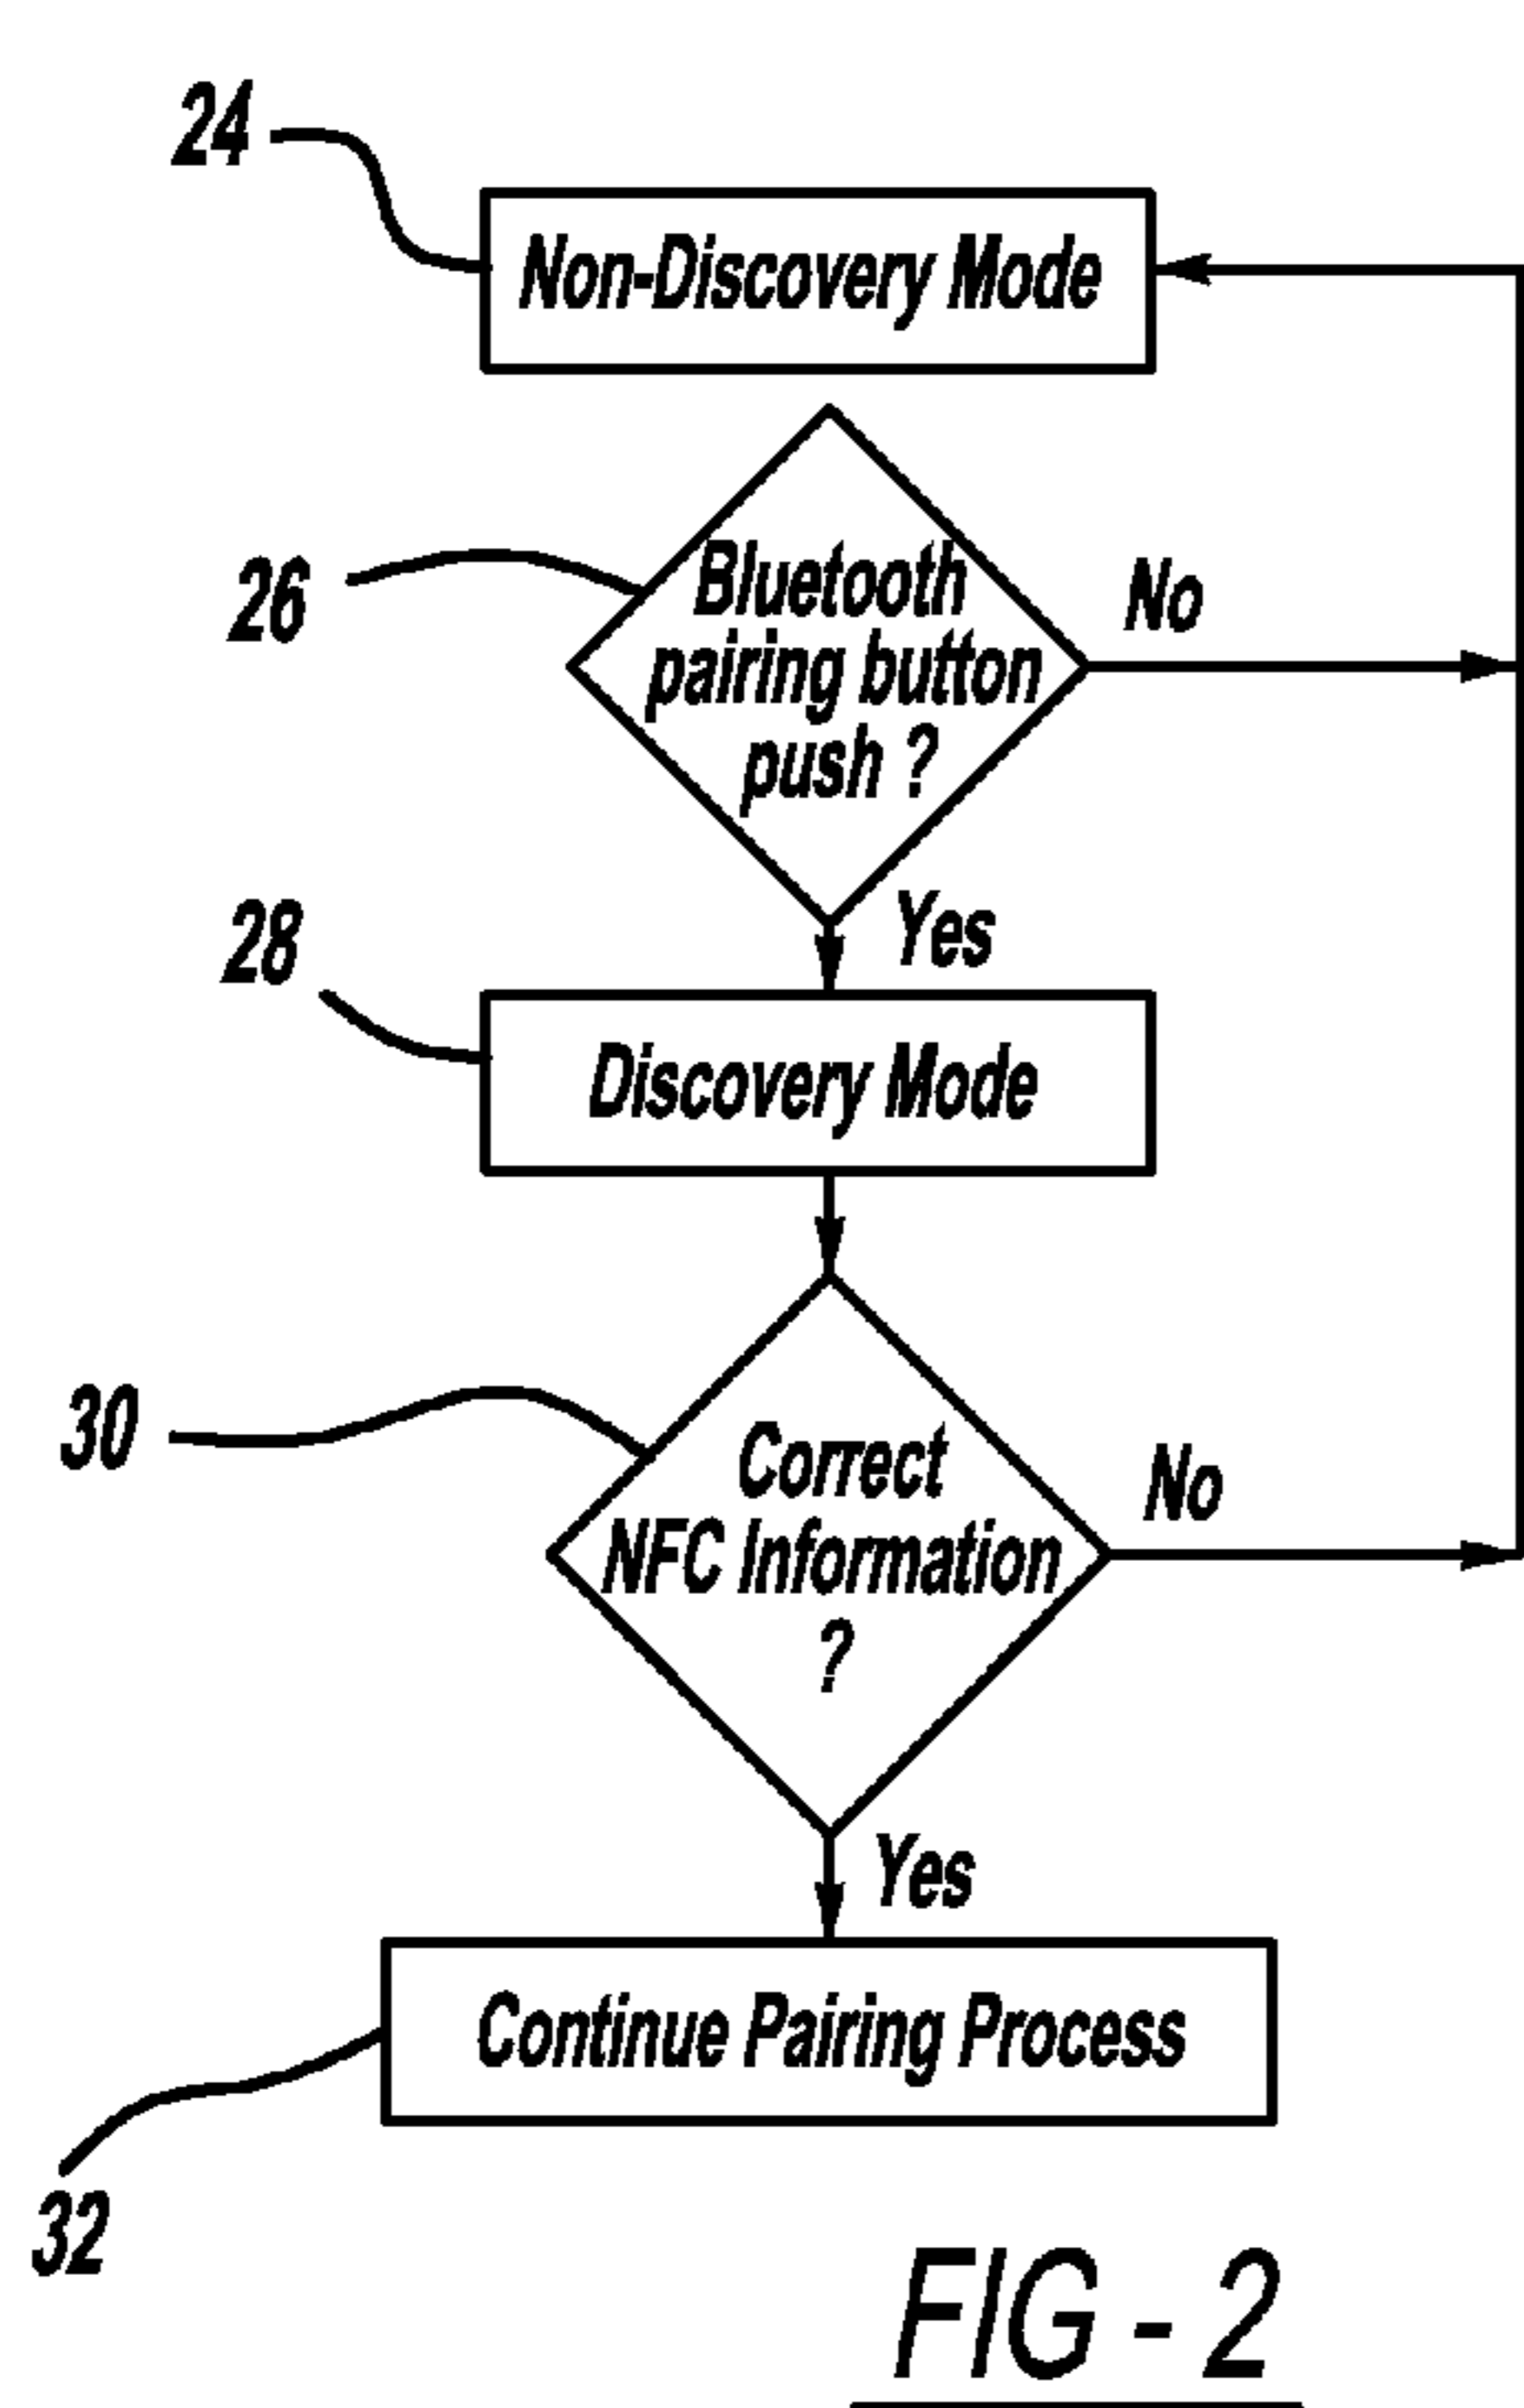 24
Non-Discovery Mode
26
Bluetooth
pairing button
push ?
No
Yes
28
Discovery Mode
30
Correct
NFC Information
?
No
Yes
Continue Pairing Process
32
FIG - 2